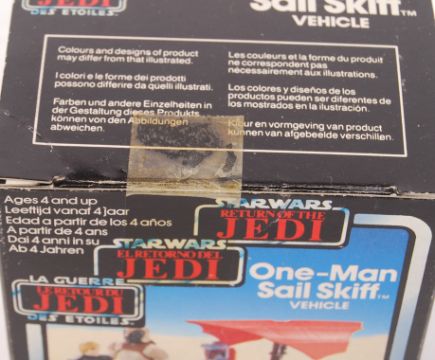 JEDI
DES ETOILES
Sail Skiff™
VEHICLE
Colours and designs of product
may differ from that illustrated.
I colori e le forme dei prodotti
possono differire da quelli illustrati.
Farben und andere Einzelheiten in
der Gestaltung dieses Produkts
können von den Abbildungen
abweichen.
Les couleurs et la forme du produit
ne correspondent pas
nécessairement aux illustrations.
Los colores y diseños de los
productos pueden ser diferentes de
los mostrados en la ilustración.
Kleur en vormgeving van product
kunnen van afgebeelde verschillen.
Ages 4 and up
Leeftijd vanaf 4 jaar
Edad a partir de los 4 años
A partir de 4 ans
Dai 4 anni in su
Ab 4 Jahren
STAR WARS
RETURN OF THE
JEDI
STAR WARS
EL RETORNO DEL
JEDI
LA GUERRE
LE RETOUR DU
JEDI
DES ETOILES
One-Man
Sail Skiff™
VEHICLE